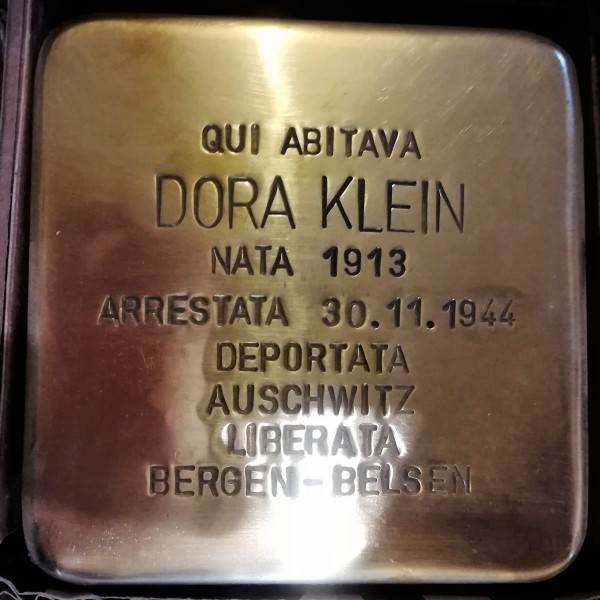 QUI ABITAVA
DORA KLEIN
NATA 1913
ARRESTATA 30.11.1944
DEPORTATA
AUSCHWITZ
LIBERATA
BERGEN-BELSEN